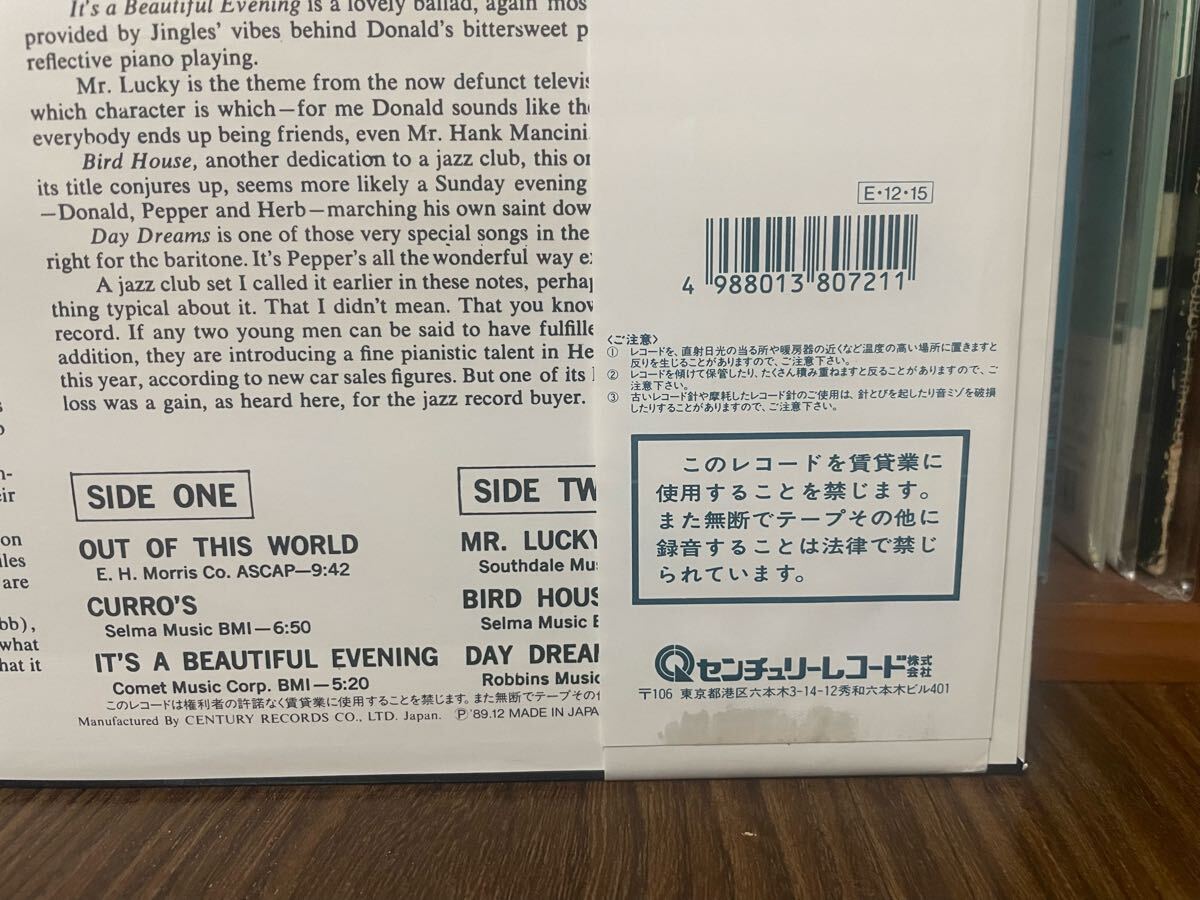 It's a Beautiful Evening is a lovely ballad, again mos
provided by Jingles' vibes behind Donald's bittersweet p
reflective piano playing.
Mr. Lucky is the theme from the now defunct televis
which character is which—for me Donald sounds like the
everybody ends up being friends, even Mr. Hank Mancini
Bird House, another dedication to a jazz club, this on
its title conjures up, seems more likely a Sunday evening
—Donald, Pepper and Herb—marching his own saint dow
Day Dreams is one of those very special songs in the
right for the baritone. It's Pepper's all the wonderful way e
A jazz club set I called it earlier in these notes, perhap
thing typical about it. That I didn't mean. That you know
record. If any two young men can be said to have fulfille
addition, they are introducing a fine pianistic talent in He
this year, according to new car sales figures. But one of its l
loss was a gain, as heard here, for the jazz record buyer.
n-
eir
on
iles
are
bb),
what
hat it
SIDE ONE
OUT OF THIS WORLD
E. H. Morris Co. ASCAP—9:42
CURRO'S
Selma Music BMI—6:50
IT'S A BEAUTIFUL EVENING
Comet Music Corp. BMI—5:20
SIDE TW
MR. LUCKY
Southdale Mu
BIRD HOUS
Selma Music B
DAY DREAM
Robbins Music
このレコードは権利者の許諾なく賃貸業に使用することを禁じます。また無断でテープその他
Manufactured By CENTURY RECORDS CO., LTD. Japan. Ⓟ'89.12 MADE IN JAPA
E・12・15
4 988013 807211
〈ご注意〉
① レコードを、直射日光の当る所や暖房器の近くなど温度の高い場所に置きますと
反りを生じることがありますので、ご注意下さい。
② レコードを傾けて保管したり、たくさん積み重ねますと反ることがありますので、ご
注意下さい。
③ 古いレコード針や摩耗したレコード針のご使用は、針とびを起したり音ミゾを破損
したりすることがありますので、ご注意下さい。
このレコードを賃貸業に
使用することを禁じます。
また無断でテープその他に
録音することは法律で禁じ
られています。
センチュリーレコード株式会社
〒106 東京都港区六本木3-14-12秀和六本木ビル401